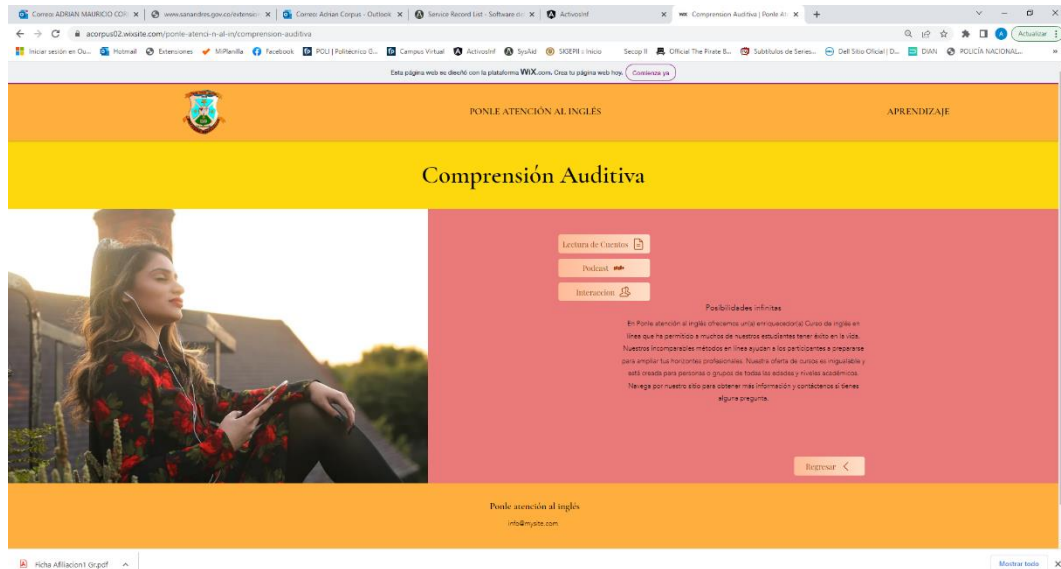 Correo: ADRIAN MAURICIO COR
www.sanandres.gov.co/extension
Correo: Adrian Corpus - Outlook
Service Record List - Software de
ActivosInf
Comprension Auditiva | Ponle At
acorpus02.wixsite.com/ponle-atenci-n-al-in/comprension-auditiva
Actualizar
Iniciar sesión en Ou...
Hotmail
Extensiones
MiPlanilla
Facebook
POLI | Politécnico G...
Campus Virtual
ActivosInf
SysAid
SIGEPII :: Inicio
Secop II
Official The Pirate B...
Subtítulos de Series...
Dell Sitio Oficial | D...
DIAN
POLICÍA NACIONAL...
Esta página web se diseñó con la plataforma WiX.com. Crea tu página web hoy. Comienza ya
PONLE ATENCIÓN AL INGLÉS
APRENDIZAJE
Comprensión Auditiva
Lectura de Cuentos
Podcast
Interaccion
Posibilidades infinitas
En Ponle atención al inglés ofrecemos un(a) enriquecedor(a) Curso de inglés en
línea que ha permitido a muchos de nuestros estudiantes tener éxito en la vida.
Nuestros incomparables métodos en línea ayudan a los participantes a prepararse
para ampliar tus horizontes profesionales. Nuestra oferta de cursos es inigualable y
está creada para personas o grupos de todas las edades y niveles académicos.
Navega por nuestro sitio para obtener más información y contáctanos si tienes
alguna pregunta.
Regresar
Ponle atención al inglés
info@mysite.com
Ficha Afiliacion1 Gr.pdf
Mostrar todo